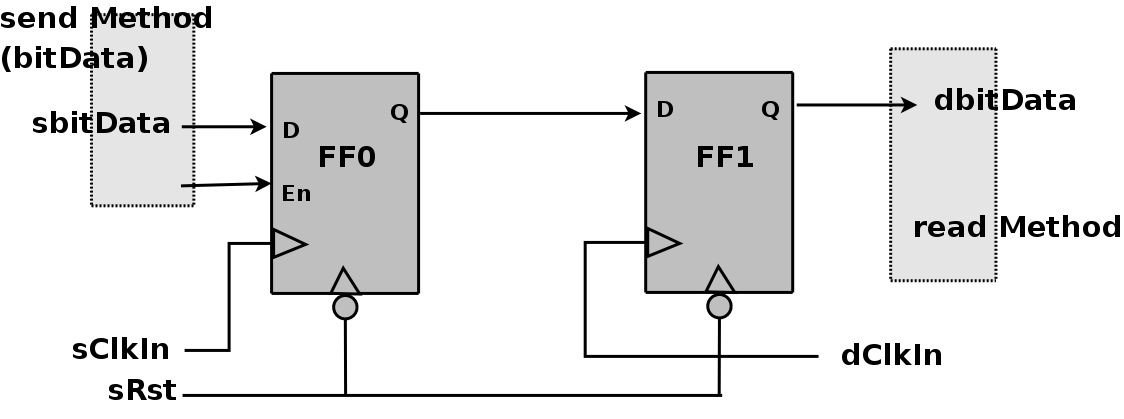 send Method
(bitData)
sbitData
D
Q
FF0
En
D
Q
FF1
dbitData
read Method
sClkIn
dClkIn
sRst